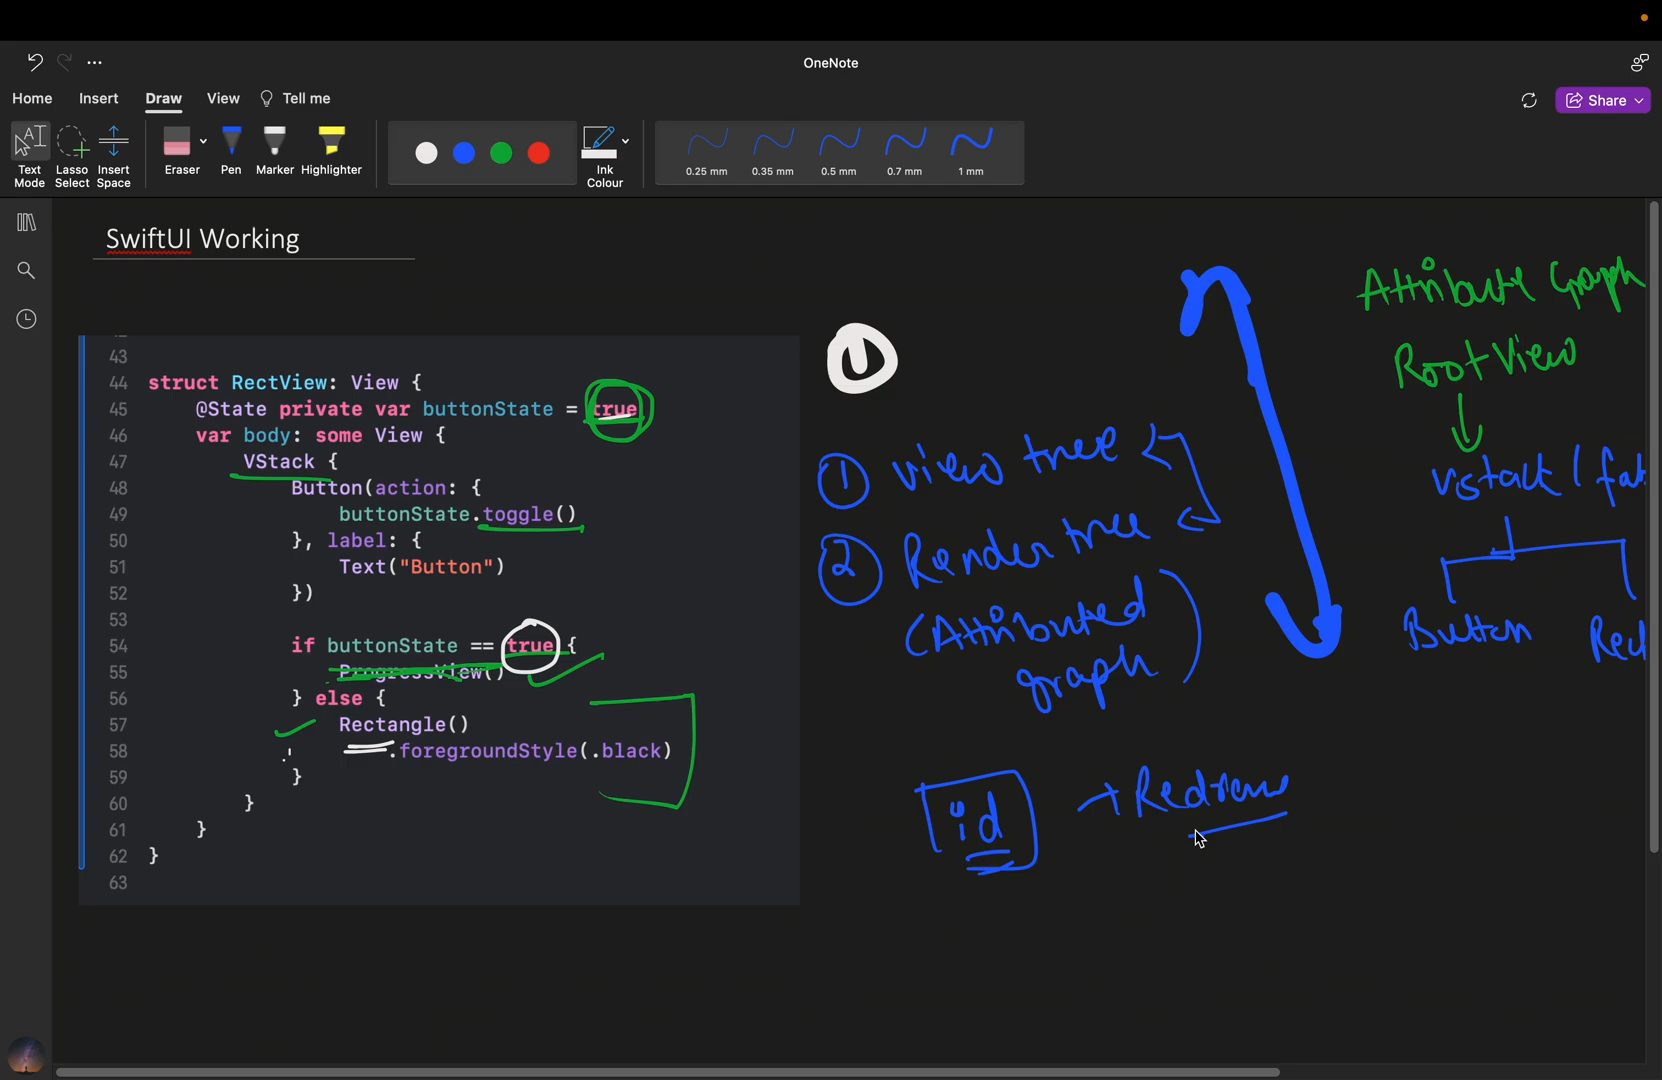 OneNote
Home Insert Draw View Tell me
Share
Text Mode
Lasso Select
Insert Space
Eraser
Pen
Marker
Highlighter
Ink Colour
0.25 mm
0.35 mm
0.5 mm
0.7 mm
1 mm
SwiftUI Working
43
44 struct RectView: View {
45 @State private var buttonState = true
46 var body: some View {
47 VStack {
48 Button(action: {
49 buttonState.toggle()
50 }, label: {
51 Text("Button")
52 })
53
54 if buttonState == true {
55 ProgressView()
56 } else {
57 Rectangle()
58 .foregroundStyle(.black)
59 }
60 }
61 }
62 }
63
① view tree
② Render tree
(Attributed
graph)
id
→ Redraw
Attribute Graph
RootView
vstack (
Button